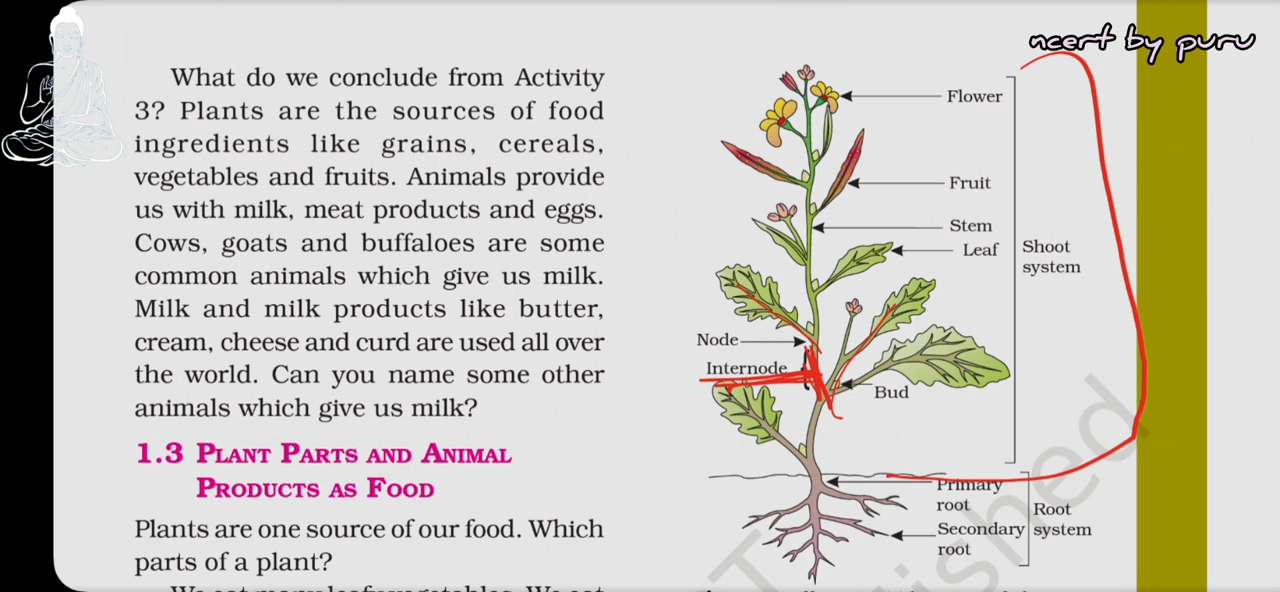 ncert by puru
What do we conclude from Activity
3? Plants are the sources of food
ingredients like grains, cereals,
vegetables and fruits. Animals provide
us with milk, meat products and eggs.
Cows, goats and buffaloes are some
common animals which give us milk.
Milk and milk products like butter,
cream, cheese and curd are used all over
the world. Can you name some other
animals which give us milk?
1.3 PLANT PARTS AND ANIMAL
PRODUCTS AS FOOD
Plants are one source of our food. Which
parts of a plant?
Flower
Fruit
Stem
Leaf
Shoot
system
Node
Internode
Bud
Primary
root
Secondary
root
Root
system